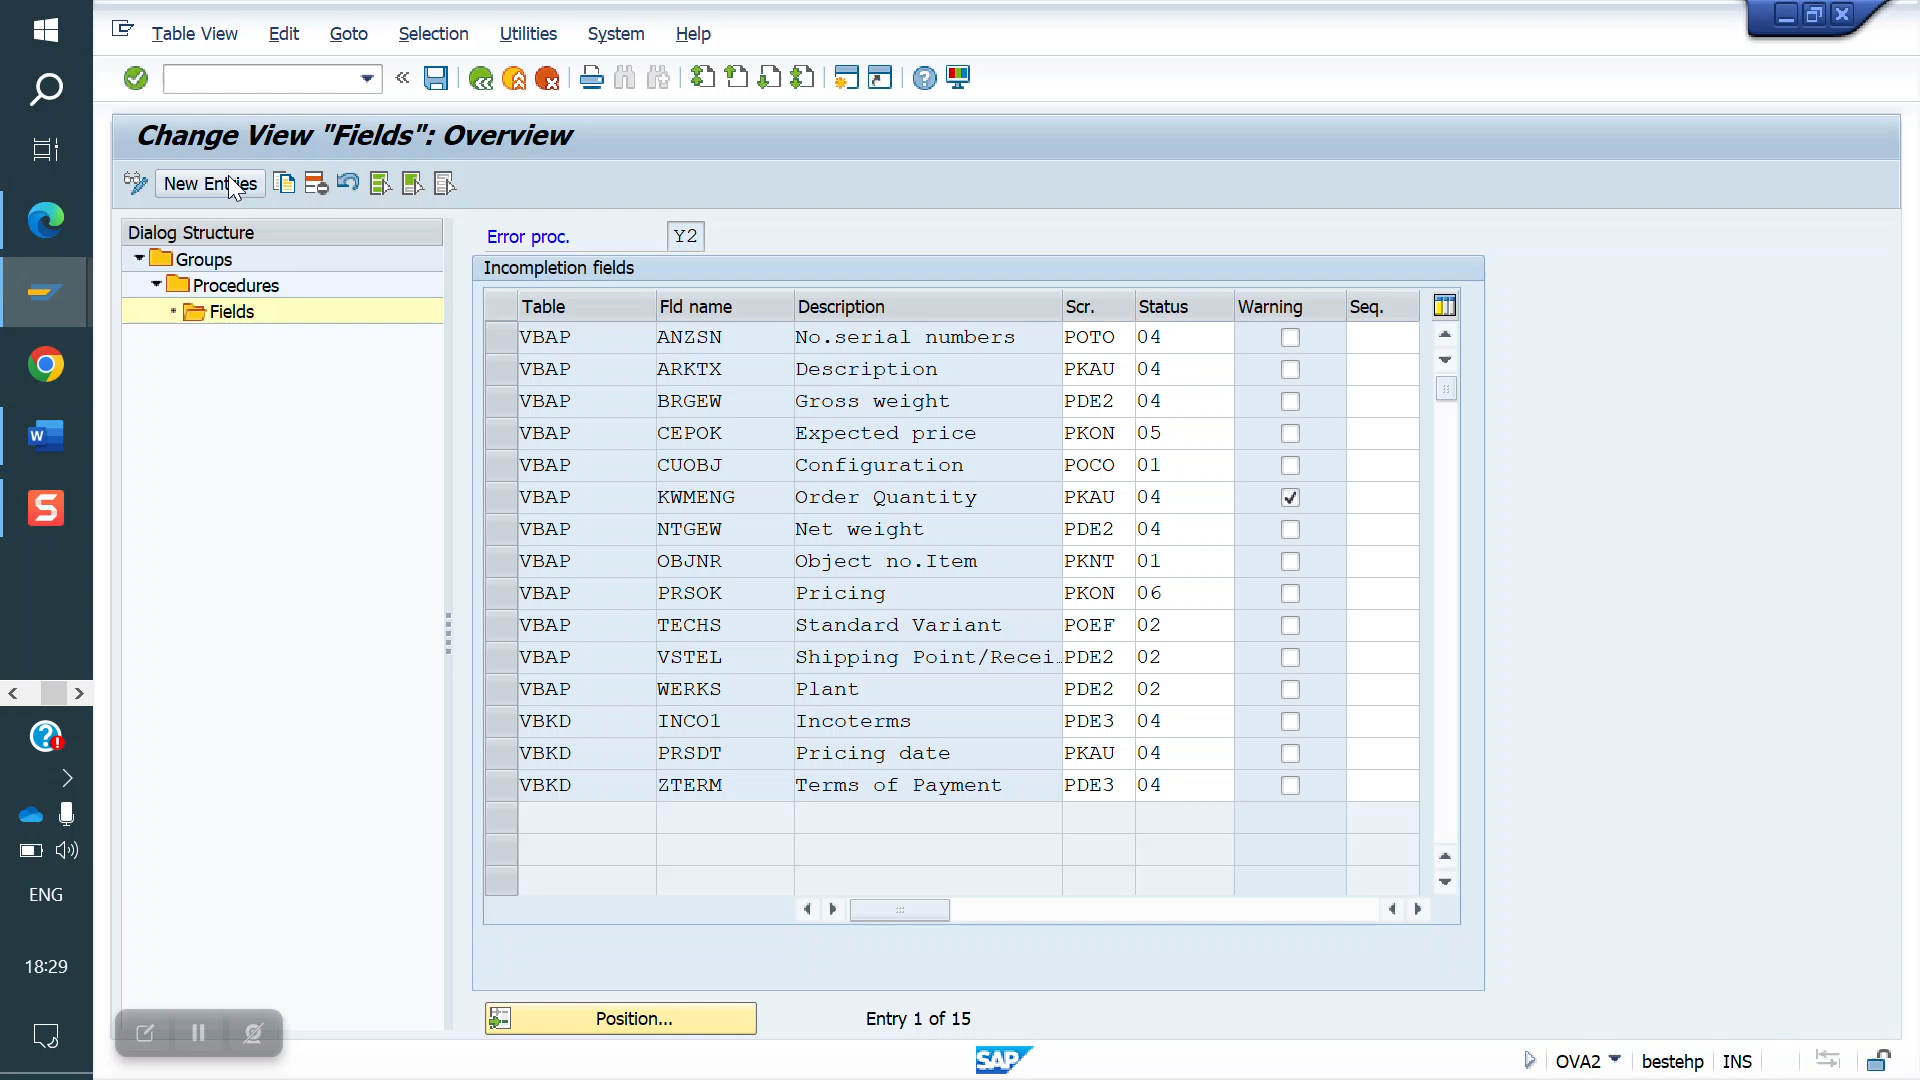 Table View Edit Goto Selection Utilities System Help
Change View "Fields": Overview
New Entries
Dialog Structure
Groups
Procedures
Fields
Error proc. Y2
Incompletion fields
Table Fld name Description Scr. Status Warning Seq.
VBAP ANZSN No.serial numbers POTO 04
VBAP ARKTX Description PKAU 04
VBAP BRGEW Gross weight PDE2 04
VBAP CEPOK Expected price PKON 05
VBAP CUOBJ Configuration POCO 01
VBAP KWMENG Order Quantity PKAU 04
VBAP NTGEW Net weight PDE2 04
VBAP OBJNR Object no.Item PKNT 01
VBAP PRSOK Pricing PKON 06
VBAP TECHS Standard Variant POEF 02
VBAP VSTEL Shipping Point/Recei… PDE2 02
VBAP WERKS Plant PDE2 02
VBKD INCO1 Incoterms PDE3 04
VBKD PRSDT Pricing date PKAU 04
VBKD ZTERM Terms of Payment PDE3 04
Position... Entry 1 of 15
SAP OVA2 bestehp INS
W
S
ENG
18:29